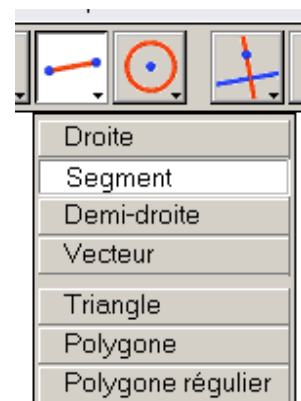 Droite
Segment
Demi-droite
Vecteur
Triangle
Polygone
Polygone régulier